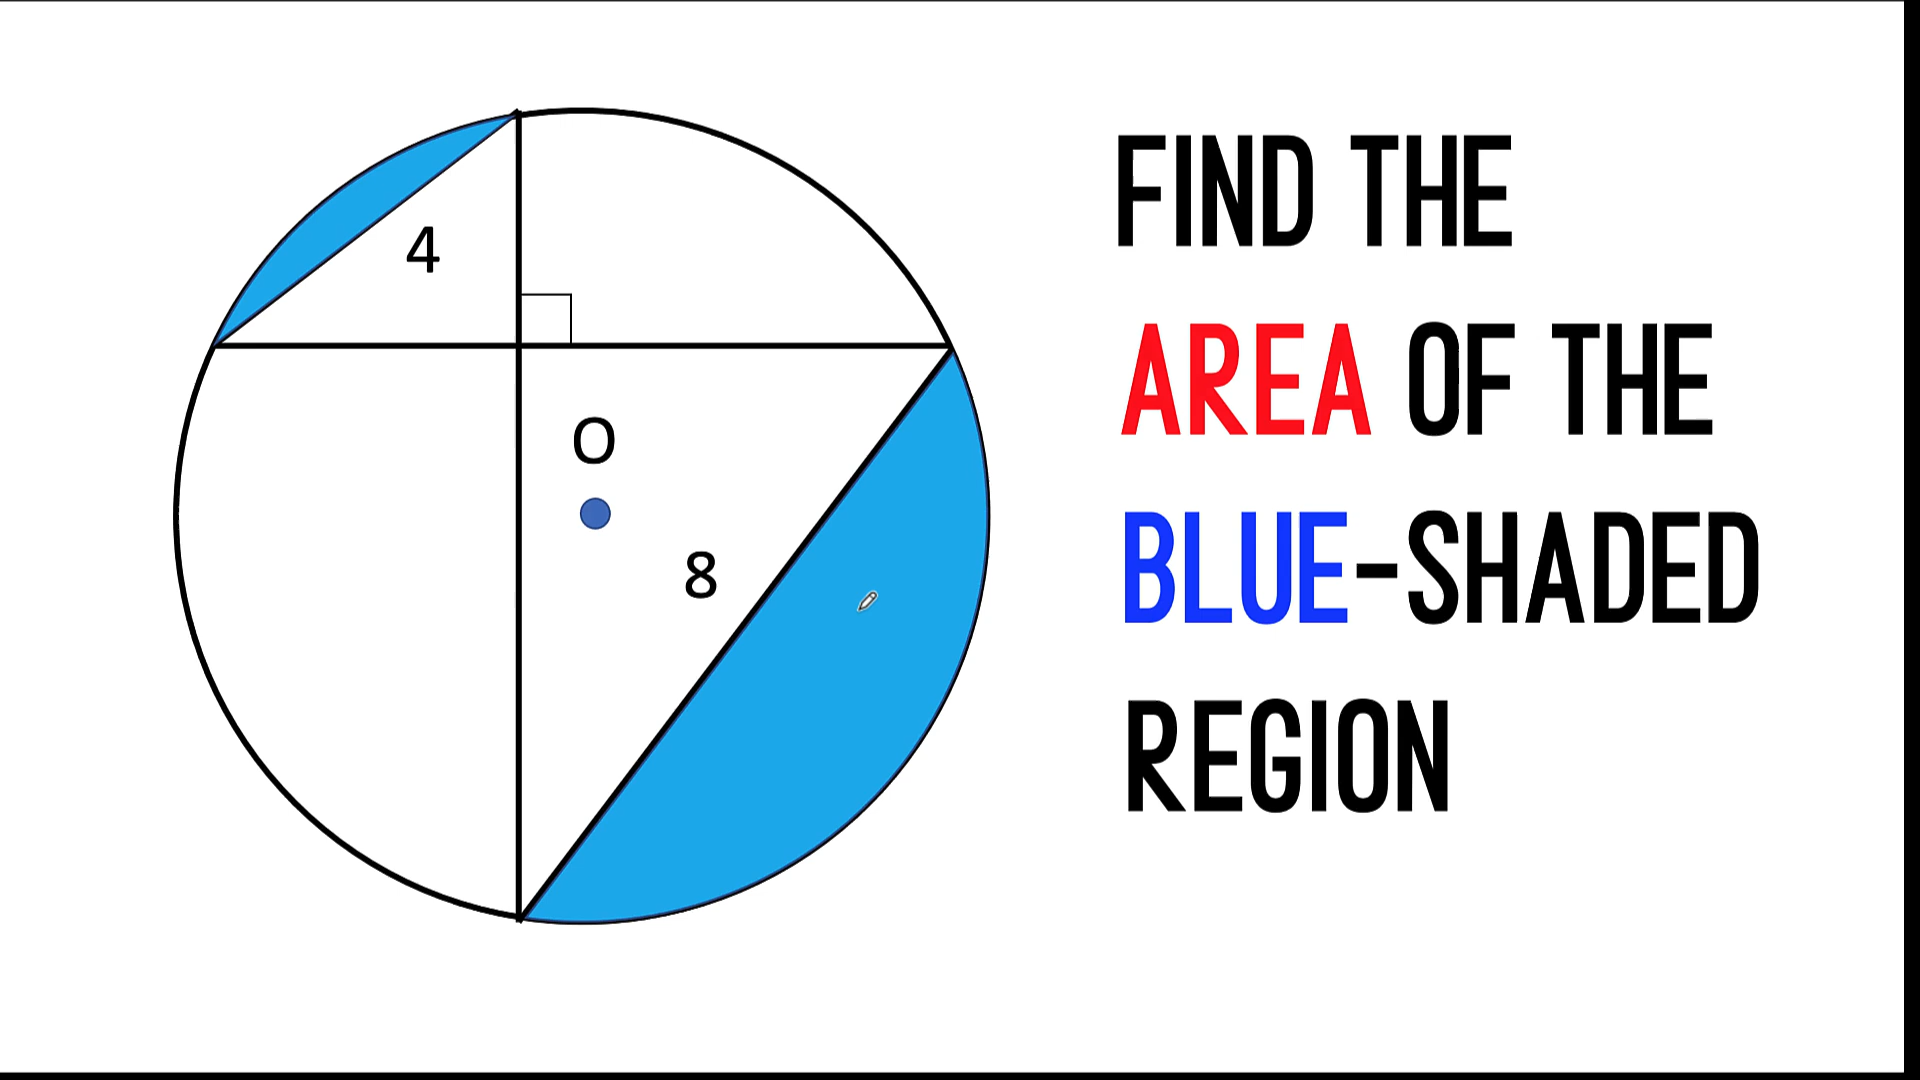 4
O
8
FIND THE
AREA OF THE
BLUE-SHADED
REGION